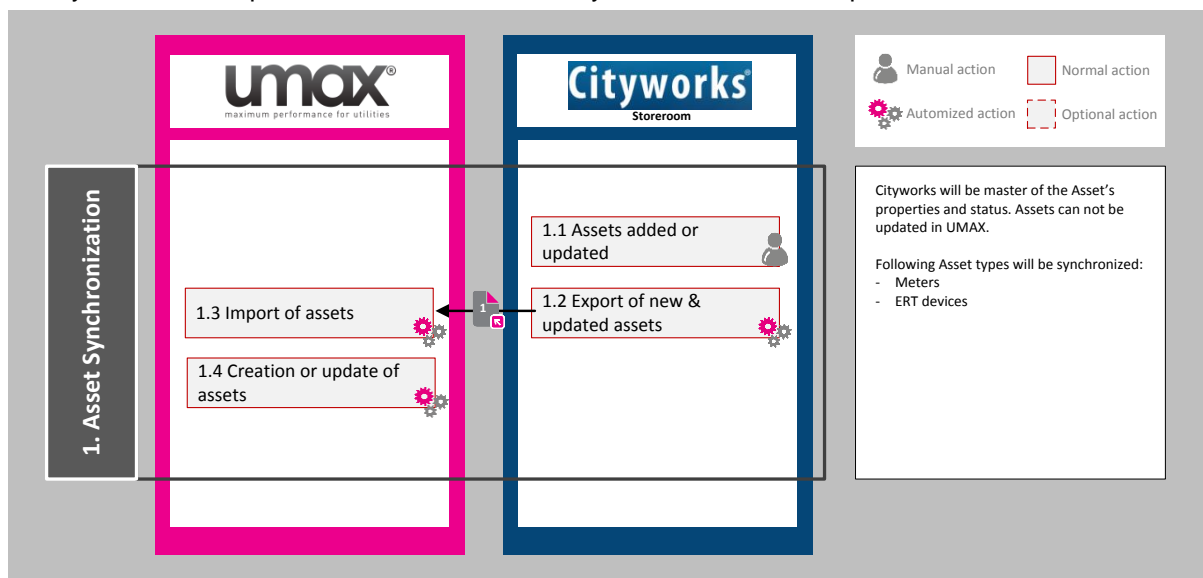 umax®
maximum performance for utilities
Cityworks®
Storeroom
Manual action
Normal action
Automized action
Optional action
1. Asset Synchronization
1.1 Assets added or
updated
1.2 Export of new &
updated assets
1
1.3 Import of assets
1.4 Creation or update of
assets
Cityworks will be master of the Asset's
properties and status. Assets can not be
updated in UMAX.
Following Asset types will be synchronized:
- Meters
- ERT devices